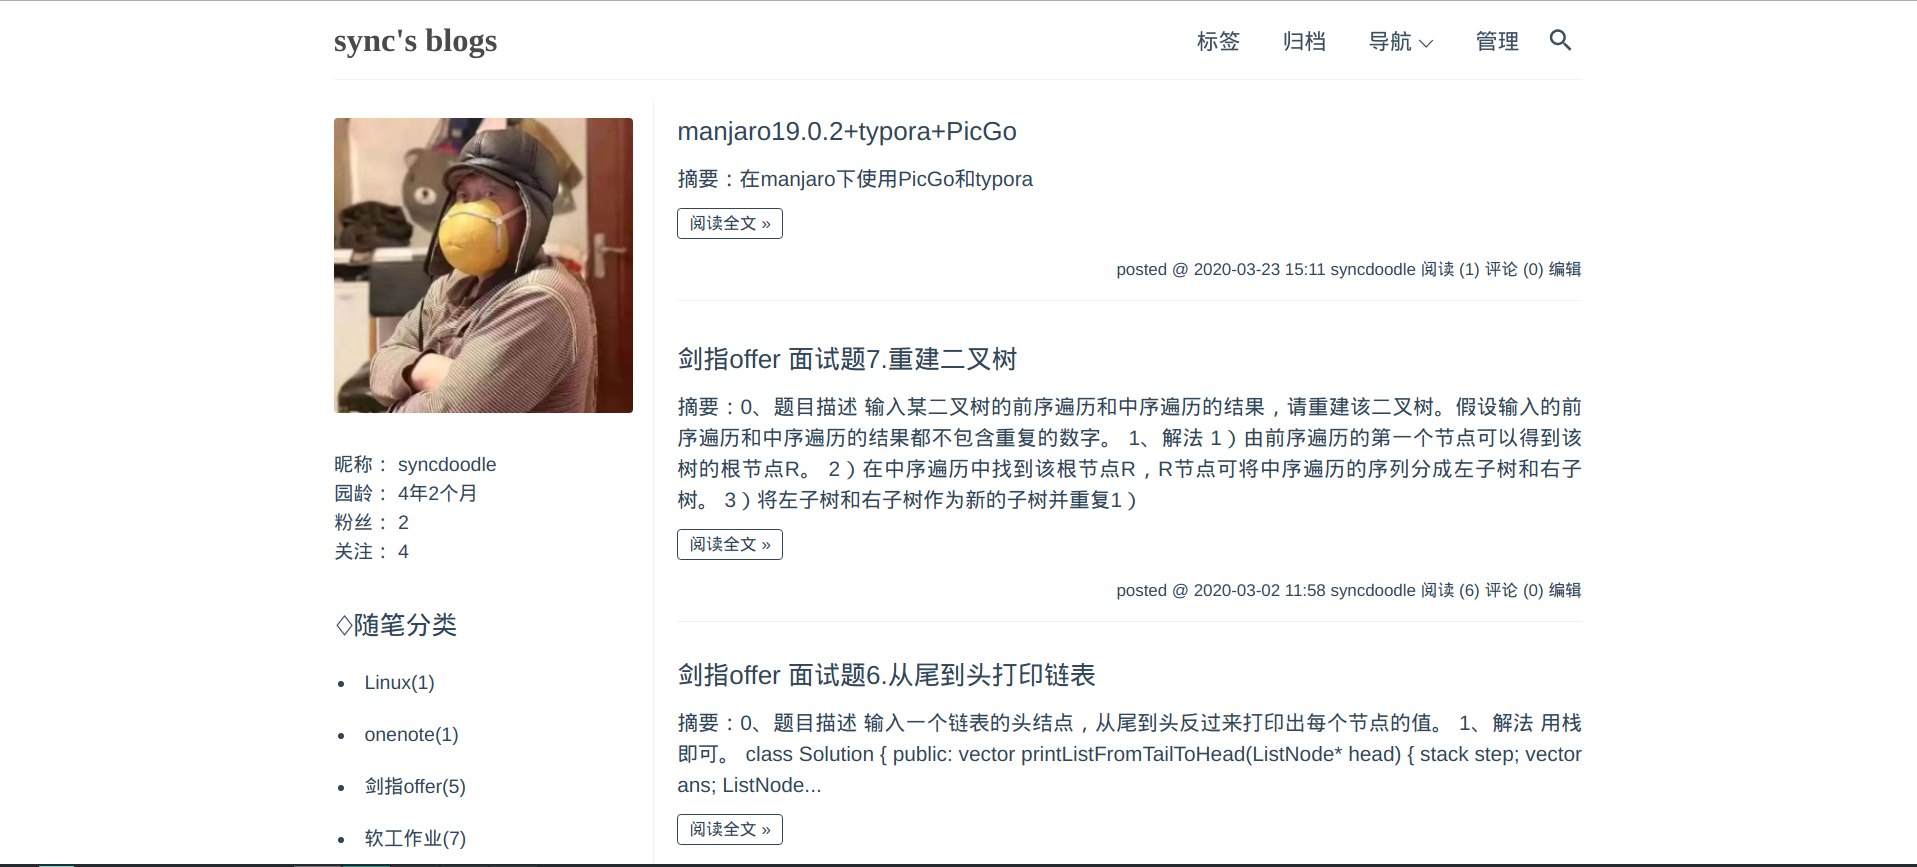 sync's blogs
标签 归档 导航 管理
昵称： syncdoodle
园龄： 4年2个月
粉丝： 2
关注： 4
♢随笔分类
Linux(1)
onenote(1)
剑指offer(5)
软工作业(7)
manjaro19.0.2+typora+PicGo
摘要：在manjaro下使用PicGo和typora
阅读全文 »
posted @ 2020-03-23 15:11 syncdoodle 阅读 (1) 评论 (0) 编辑
剑指offer 面试题7.重建二叉树
摘要：0、题目描述 输入某二叉树的前序遍历和中序遍历的结果，请重建该二叉树。假设输入的前
序遍历和中序遍历的结果都不包含重复的数字。 1、解法 1）由前序遍历的第一个节点可以得到该
树的根节点R。 2）在中序遍历中找到该根节点R，R节点可将中序遍历的序列分成左子树和右子
树。 3）将左子树和右子树作为新的子树并重复1）
阅读全文 »
posted @ 2020-03-02 11:58 syncdoodle 阅读 (6) 评论 (0) 编辑
剑指offer 面试题6.从尾到头打印链表
摘要：0、题目描述 输入一个链表的头结点，从尾到头反过来打印出每个节点的值。 1、解法 用栈
即可。 class Solution { public: vector printListFromTailToHead(ListNode* head) { stack step; vector
ans; ListNode...
阅读全文 »